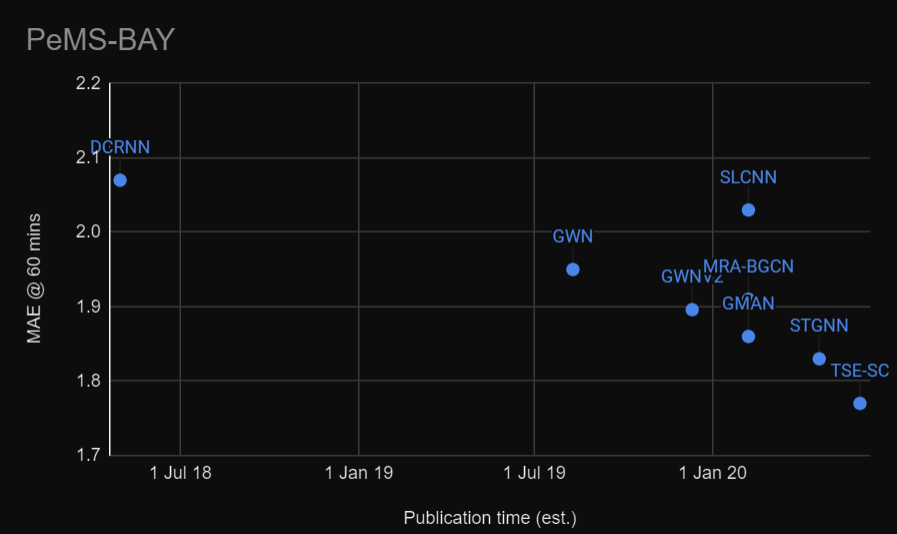 PeMS-BAY
2.2
2.1
2.0
1.9
1.8
1.7
MAE @ 60 mins
DCRNN
GWN
GWNV2
SLCNN
MRA-BGCN
GMAN
STGNN
TSE-SC
1 Jul 18
1 Jan 19
1 Jul 19
1 Jan 20
Publication time (est.)